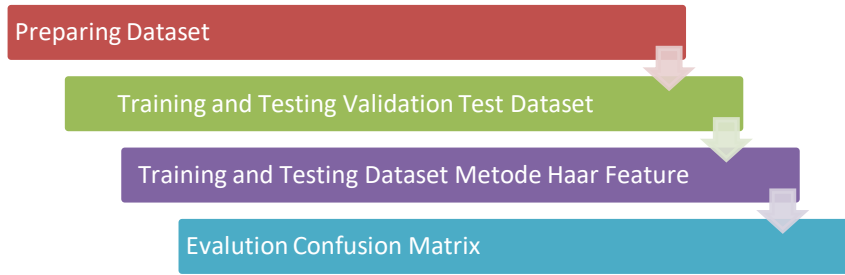 Preparing Dataset
Training and Testing Validation Test Dataset
Training and Testing Dataset Metode Haar Feature
Evalution Confusion Matrix